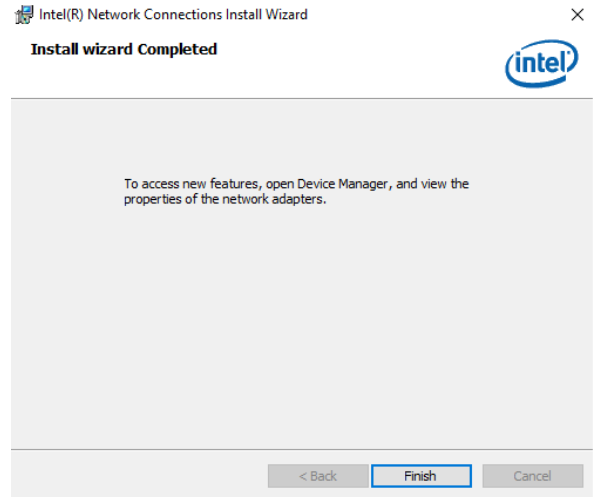 Intel(R) Network Connections Install Wizard
Install wizard Completed
intel
To access new features, open Device Manager, and view the
properties of the network adapters.
< Back
Finish
Cancel